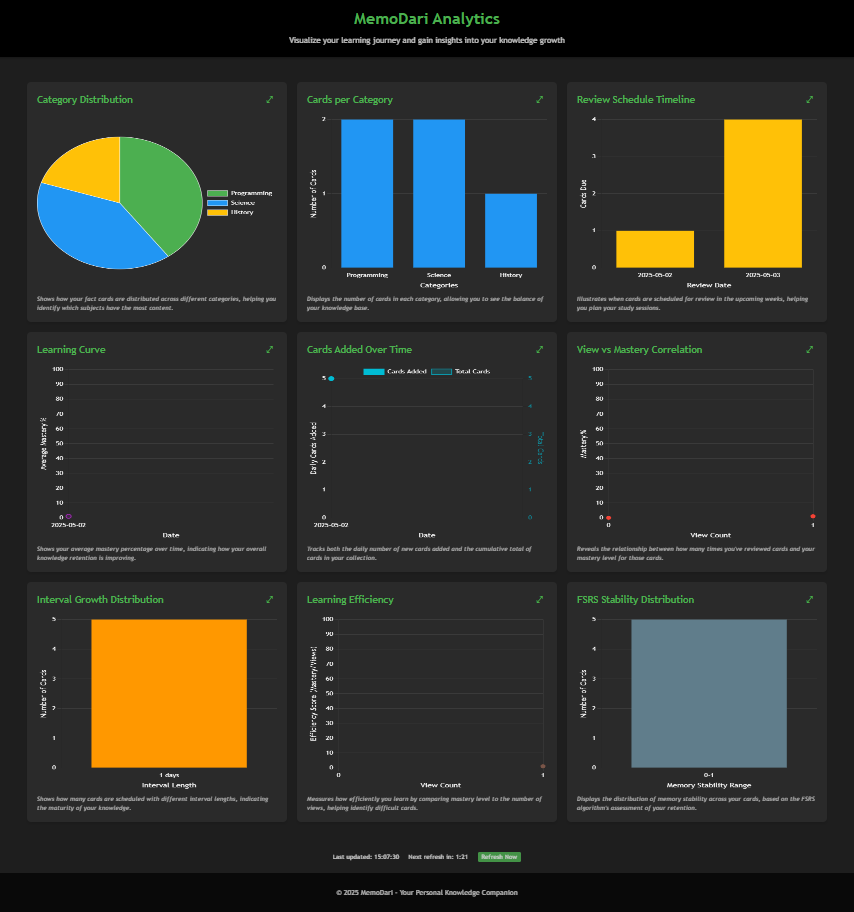 MemoDari Analytics
Visualize your learning journey and gain insights into your knowledge growth
Category Distribution
Programming
Science
History
Shows how your fact cards are distributed across different categories, helping you
identify which subjects have the most content.
Cards per Category
Number of Cards
2
1
0
Programming Science History
Categories
Displays the number of cards in each category, allowing you to see the balance of
your knowledge base.
Review Schedule Timeline
Cards Due
4
3
2
1
0
2025-05-02 2025-05-03
Review Date
Illustrates when cards are scheduled for review in the upcoming weeks, helping
you plan your study sessions.
Learning Curve
Average Mastery %
100
90
80
70
60
50
40
30
20
10
0
2025-05-02
Date
Shows your average mastery percentage over time, indicating how your overall
knowledge retention is improving.
Cards Added Over Time
Cards Added Total Cards
Daily Cards Added
5
4
3
2
1
0
5
4
3
2
1
0
Total Cards
2025-05-02
Date
Tracks both the daily number of new cards added and the cumulative total of
cards in your collection.
View vs Mastery Correlation
Mastery %
100
90
80
70
60
50
40
30
20
10
0
0 1
View Count
Reveals the relationship between how many times you've reviewed cards and your
mastery level for those cards.
Interval Growth Distribution
Number of Cards
5
4
3
2
1
0
1 days
Interval Length
Shows how many cards are scheduled with different interval lengths, indicating
the maturity of your knowledge.
Learning Efficiency
Efficiency Score (Mastery/Views)
100
90
80
70
60
50
40
30
20
10
0
0 1
View Count
Measures how efficiently you learn by comparing mastery level to the number of
views, helping identify difficult cards.
FSRS Stability Distribution
Number of Cards
5
4
3
2
1
0
0-1
Memory Stability Range
Displays the distribution of memory stability across your cards, based on the FSRS
algorithm's assessment of your retention.
Last updated: 15:07:30 Next refresh in: 1:21 Refresh Now
© 2025 MemoDari - Your Personal Knowledge Companion